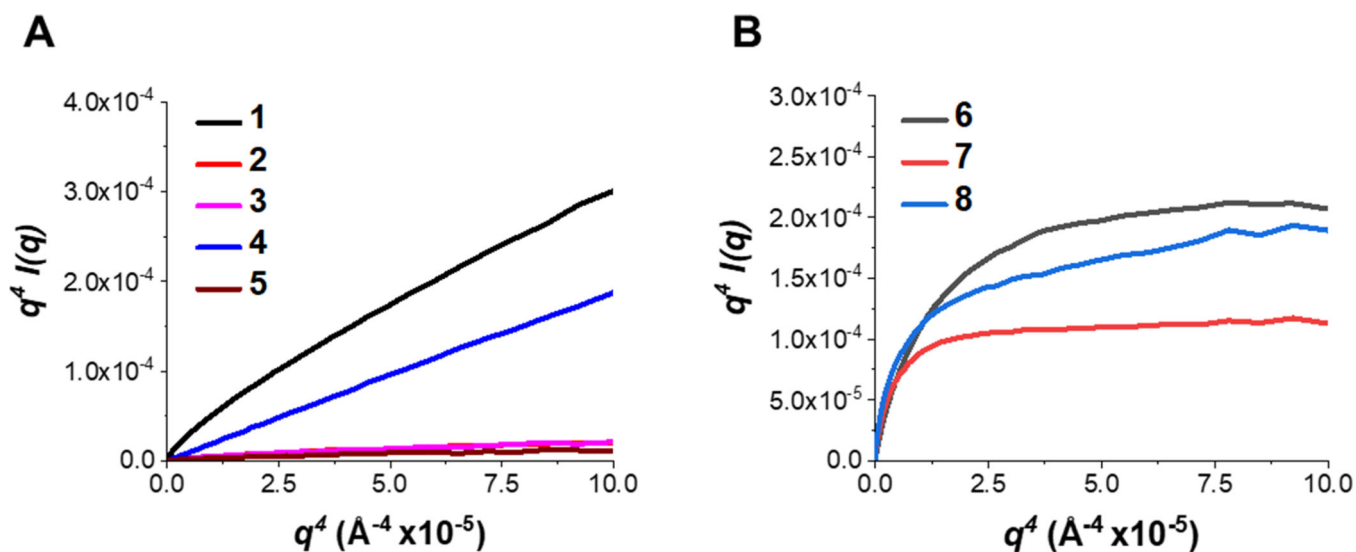 A
q⁴ I(q)
4.0x10⁻⁴
3.0x10⁻⁴
2.0x10⁻⁴
1.0x10⁻⁴
0.0
1
2
3
4
5
0.0 2.5 5.0 7.5 10.0
q⁴ (Å⁻⁴ x10⁻⁵)
B
q⁴ I(q)
3.0x10⁻⁴
2.5x10⁻⁴
2.0x10⁻⁴
1.5x10⁻⁴
1.0x10⁻⁴
5.0x10⁻⁵
0.0
6
7
8
0.0 2.5 5.0 7.5 10.0
q⁴ (Å⁻⁴ x10⁻⁵)